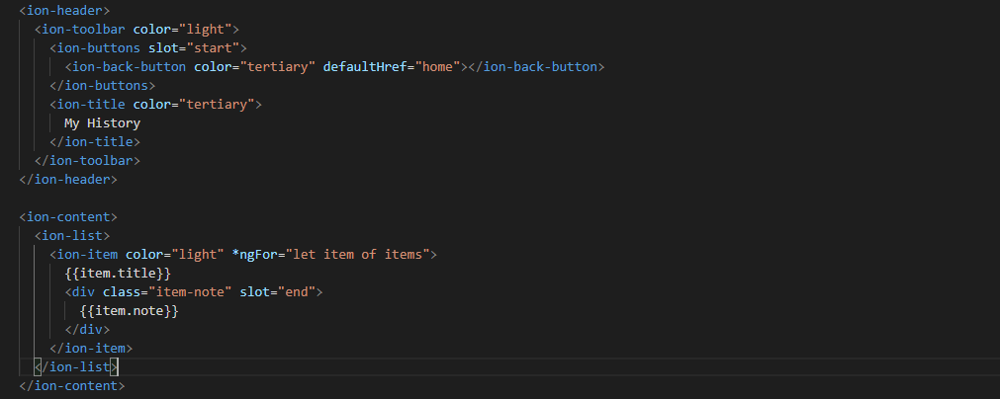 <ion-header>
<ion-toolbar color="light">
<ion-buttons slot="start">
<ion-back-button color="tertiary" defaultHref="home"></ion-back-button>
</ion-buttons>
<ion-title color="tertiary">
My History
</ion-title>
</ion-toolbar>
</ion-header>
<ion-content>
<ion-list>
<ion-item color="light" *ngFor="let item of items">
{{item.title}}
<div class="item-note" slot="end">
{{item.note}}
</div>
</ion-item>
</ion-list>
</ion-content>